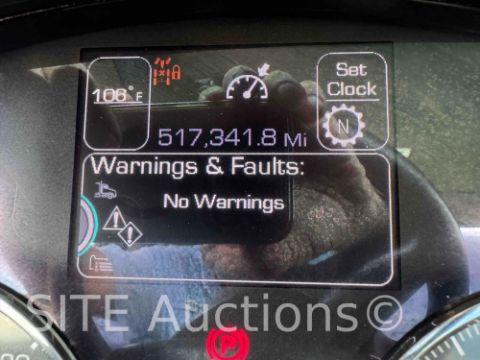 106°F
Set
Clock
N
517,341.8 Mi
Warnings & Faults:
No Warnings
SITE Auctions©
P